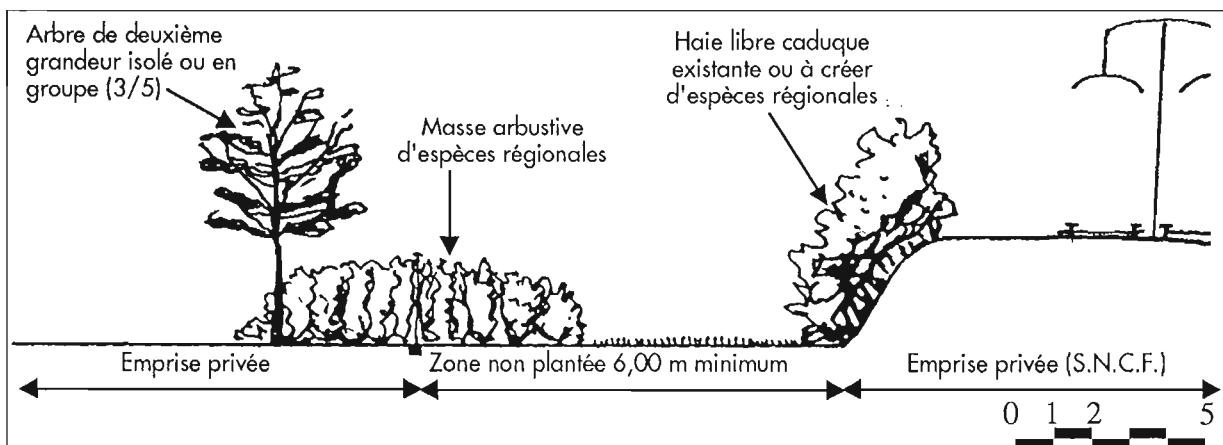 Arbre de deuxième
grandeur isolé ou en
groupe (3/5)
Masse arbustive
d'espèces régionales
Haie libre caduque
existante ou à créer
d'espèces régionales
Emprise privée
Zone non plantée 6,00 m minimum
Emprise privée (S.N.C.F.)
0 1 2 5